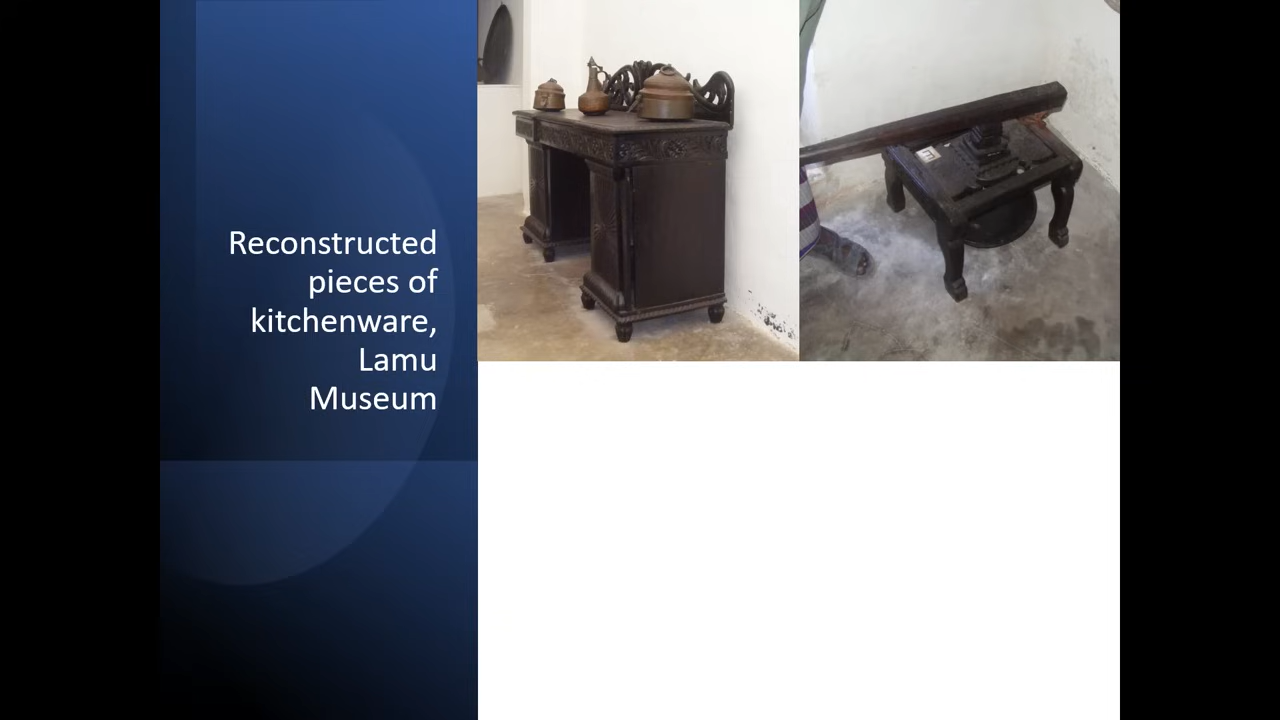 Reconstructed
pieces of
kitchenware,
Lamu
Museum